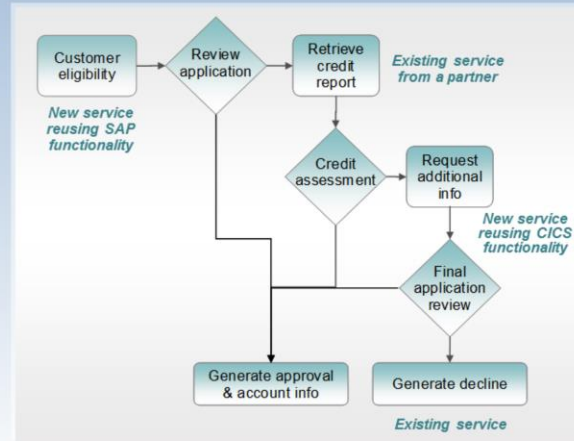 Customer
eligibility
Review
application
Retrieve
credit
report
Existing service
from a partner
New service
reusing SAP
functionality
Credit
assessment
Request
additional
info
New service
reusing CICS
functionality
Final
application
review
Generate approval
& account info
Generate decline
Existing service